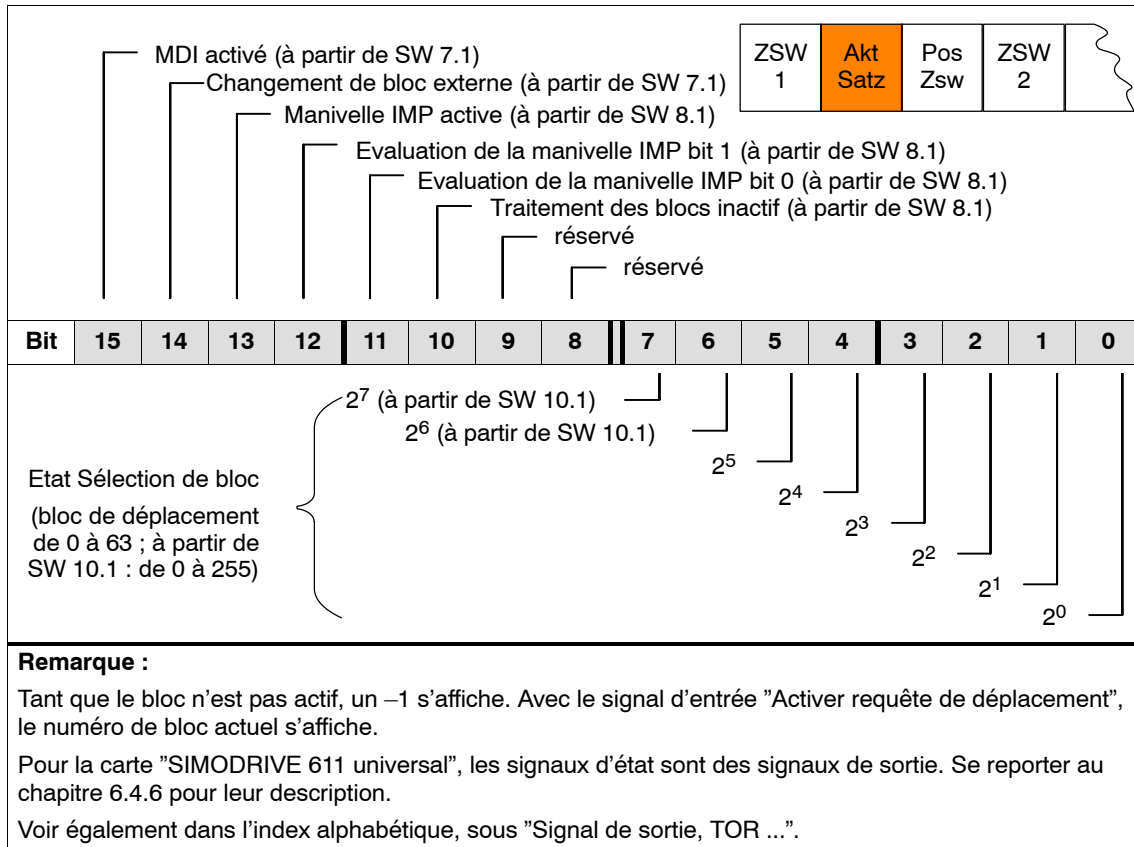 MDI activé (à partir de SW 7.1)
Changement de bloc externe (à partir de SW 7.1)
Manivelle IMP active (à partir de SW 8.1)
Evaluation de la manivelle IMP bit 1 (à partir de SW 8.1)
Evaluation de la manivelle IMP bit 0 (à partir de SW 8.1)
Traitement des blocs inactif (à partir de SW 8.1)
réservé
réservé
ZSW 1
Akt Satz
Pos Zsw
ZSW 2
Bit 15 14 13 12 11 10 9 8 7 6 5 4 3 2 1 0
2⁷ (à partir de SW 10.1)
2⁶ (à partir de SW 10.1)
2⁵
2⁴
2³
2²
2¹
2⁰
Etat Sélection de bloc
(bloc de déplacement
de 0 à 63 ; à partir de
SW 10.1 : de 0 à 255)
Remarque :
Tant que le bloc n'est pas actif, un –1 s'affiche. Avec le signal d'entrée ”Activer requête de déplacement”,
le numéro de bloc actuel s'affiche.
Pour la carte ”SIMODRIVE 611 universal”, les signaux d'état sont des signaux de sortie. Se reporter au
chapitre 6.4.6 pour leur description.
Voir également dans l'index alphabétique, sous ”Signal de sortie, TOR ...”.